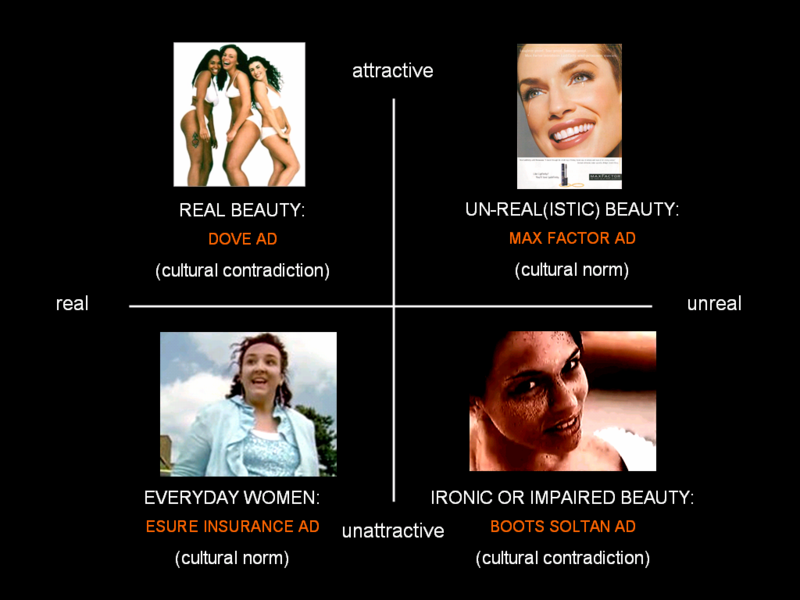 attractive
REAL BEAUTY:
DOVE AD
(cultural contradiction)
MAXFACTOR
UN-REAL(ISTIC) BEAUTY:
MAX FACTOR AD
(cultural norm)
real
unreal
EVERYDAY WOMEN:
ESURE INSURANCE AD
(cultural norm)
unattractive
IRONIC OR IMPAIRED BEAUTY:
BOOTS SOLTAN AD
(cultural contradiction)